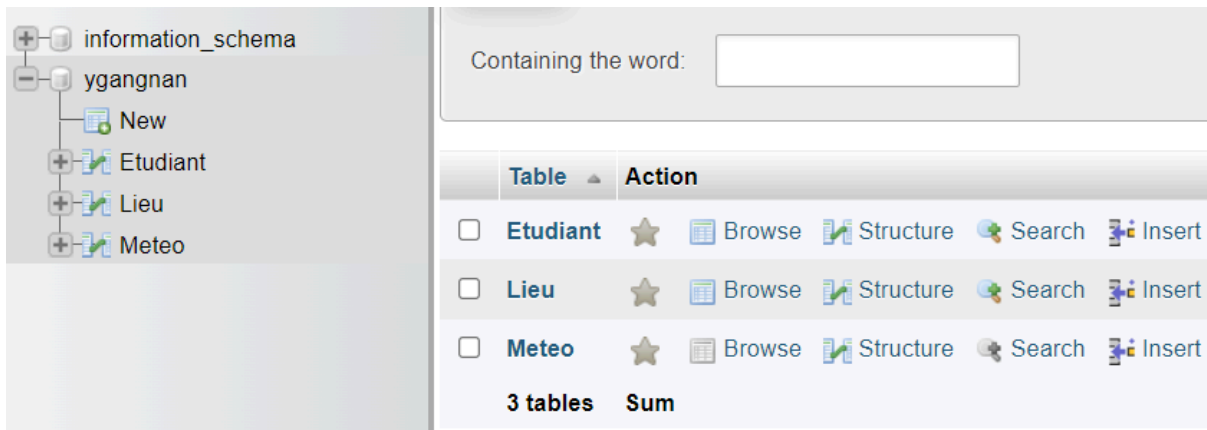 information_schema
ygangnan
New
Etudiant
Lieu
Meteo
Containing the word:
Table Action
Etudiant Browse Structure Search Insert
Lieu Browse Structure Search Insert
Meteo Browse Structure Search Insert
3 tables Sum